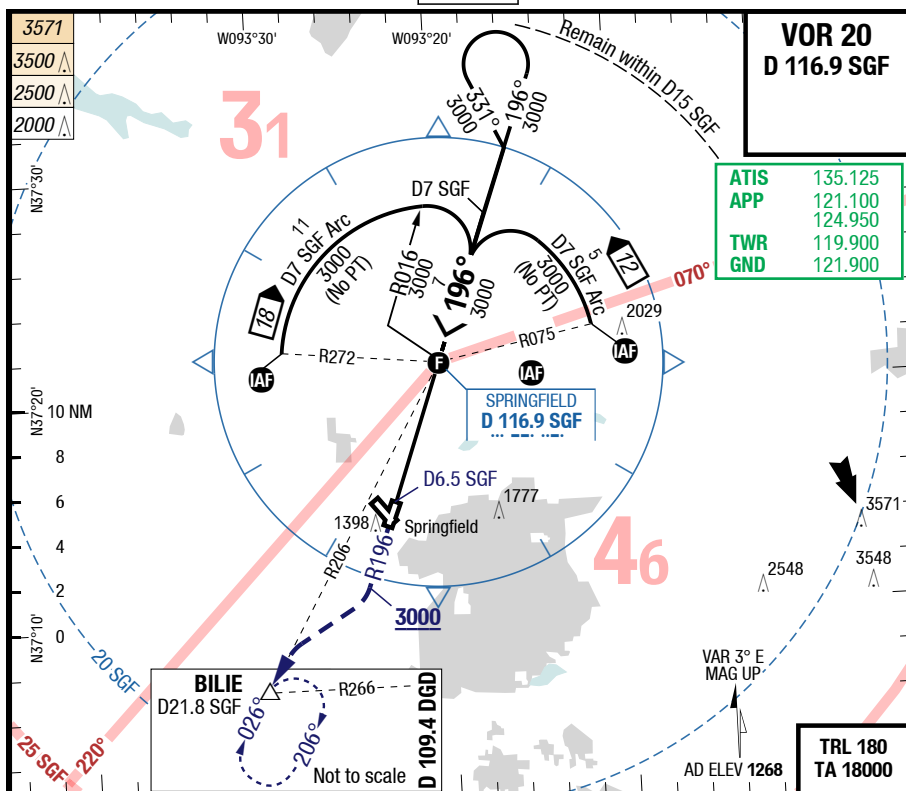 3571
3500
2500
2000
W093°30'
W093°20'
Remain within D15 SGF
VOR 20
D 116.9 SGF
31
331°
3000
196°
3000
ATIS 135.125
APP 121.100
124.950
TWR 119.900
GND 121.900
N37°30'
D7 SGF
11
D7 SGF Arc
3000
(No PT)
18
R016
3000
7
196°
3000
5
D7 SGF Arc
3000
(No PT)
12
070°
2029
R272
IAF
F
R075
IAF
IAF
SPRINGFIELD
D 116.9 SGF
N37°20'
10 NM
8
6
4
2
0
D6.5 SGF
1777
1398
Springfield
R206
R196
3571
3548
2548
46
3000
N37°10'
20 SGF
25 SGF
220°
BILIE
D21.8 SGF
R266
026°
206°
Not to scale
D 109.4 DGD
VAR 3° E
MAG UP
AD ELEV 1268
TRL 180
TA 18000